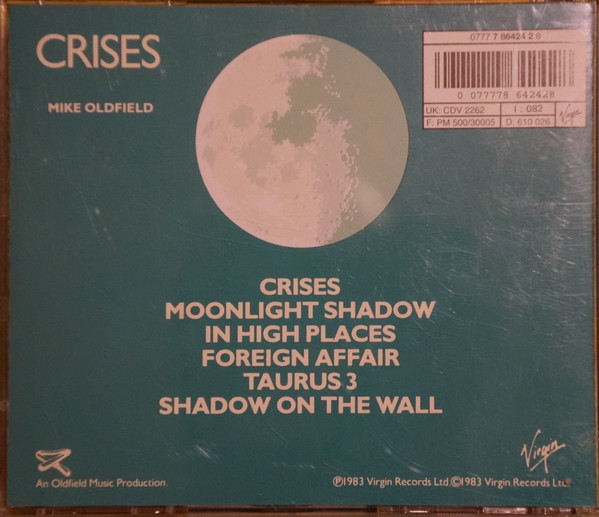 CRISES
MIKE OLDFIELD
0777 7 86424 2 8
0 077778 642428
UK: CDV 2262 I : 082
F: PM 500/30005 D: 610 026
Virgin
CRISES
MOONLIGHT SHADOW
IN HIGH PLACES
FOREIGN AFFAIR
TAURUS 3
SHADOW ON THE WALL
Virgin
An Oldfield Music Production.
℗1983 Virgin Records Ltd.©1983 Virgin Records Ltd.